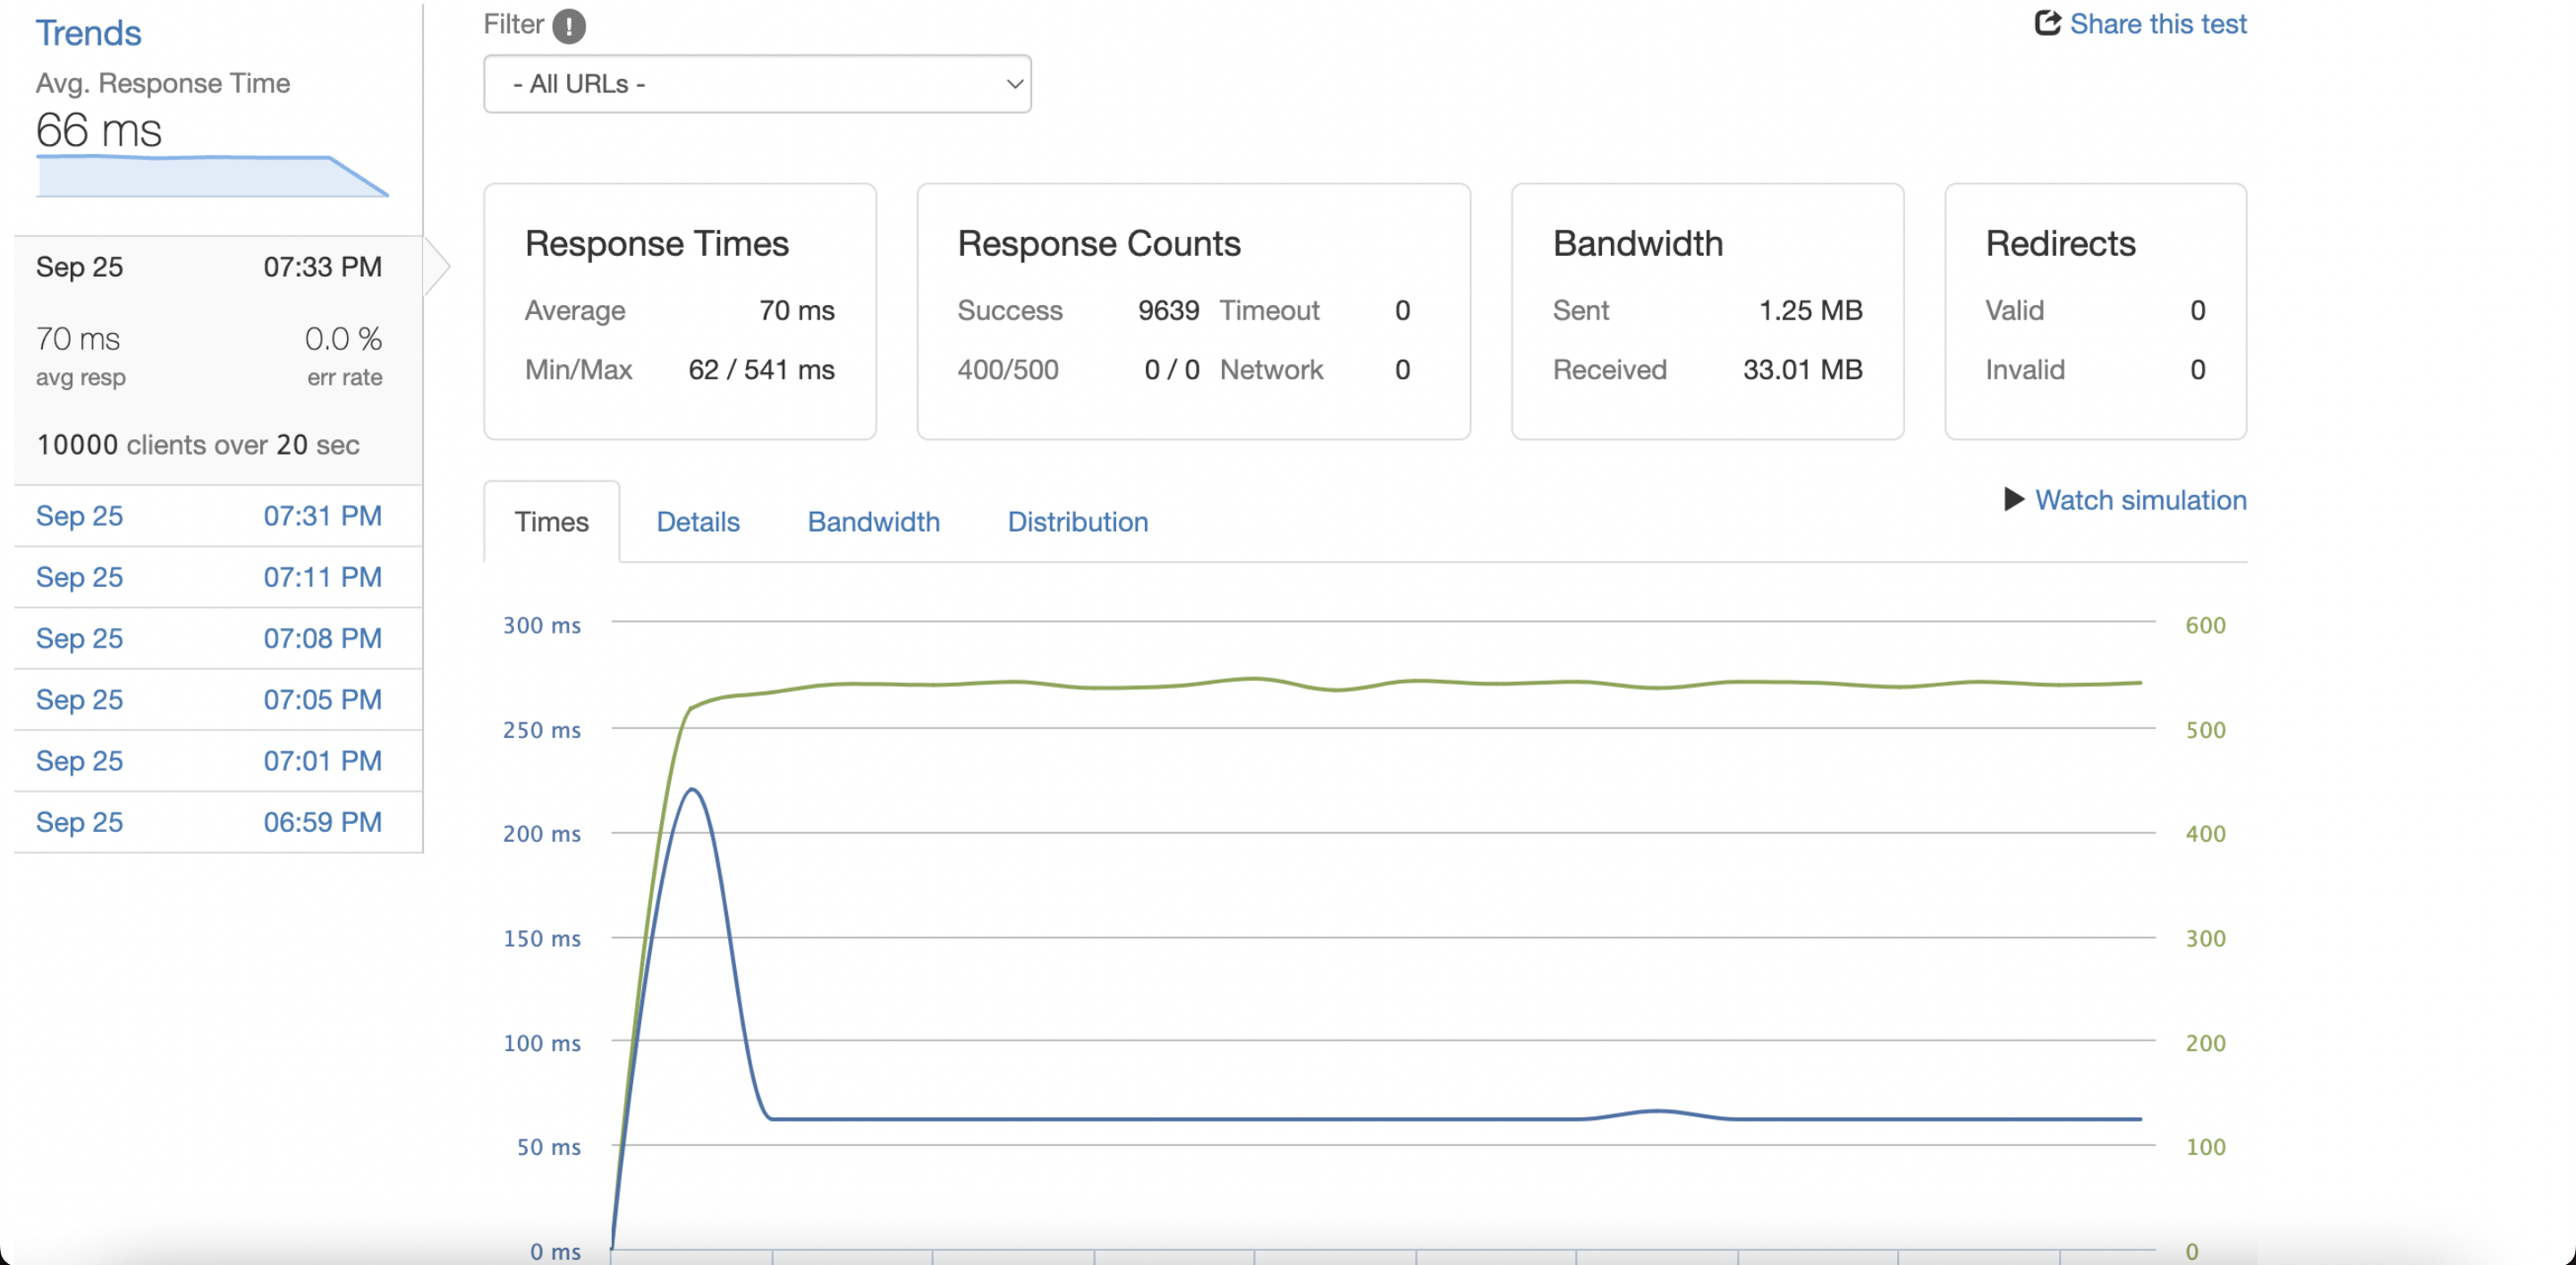 Trends
Avg. Response Time
66 ms
Sep 25 07:33 PM
70 ms 0.0 %
avg resp err rate
10000 clients over 20 sec
Sep 25 07:31 PM
Sep 25 07:11 PM
Sep 25 07:08 PM
Sep 25 07:05 PM
Sep 25 07:01 PM
Sep 25 06:59 PM
Filter !
- All URLs -
Share this test
Response Times
Average 70 ms
Min/Max 62 / 541 ms
Response Counts
Success 9639 Timeout 0
400/500 0 / 0 Network 0
Bandwidth
Sent 1.25 MB
Received 33.01 MB
Redirects
Valid 0
Invalid 0
Times Details Bandwidth Distribution
Watch simulation
300 ms 600
250 ms 500
200 ms 400
150 ms 300
100 ms 200
50 ms 100
0 ms 0